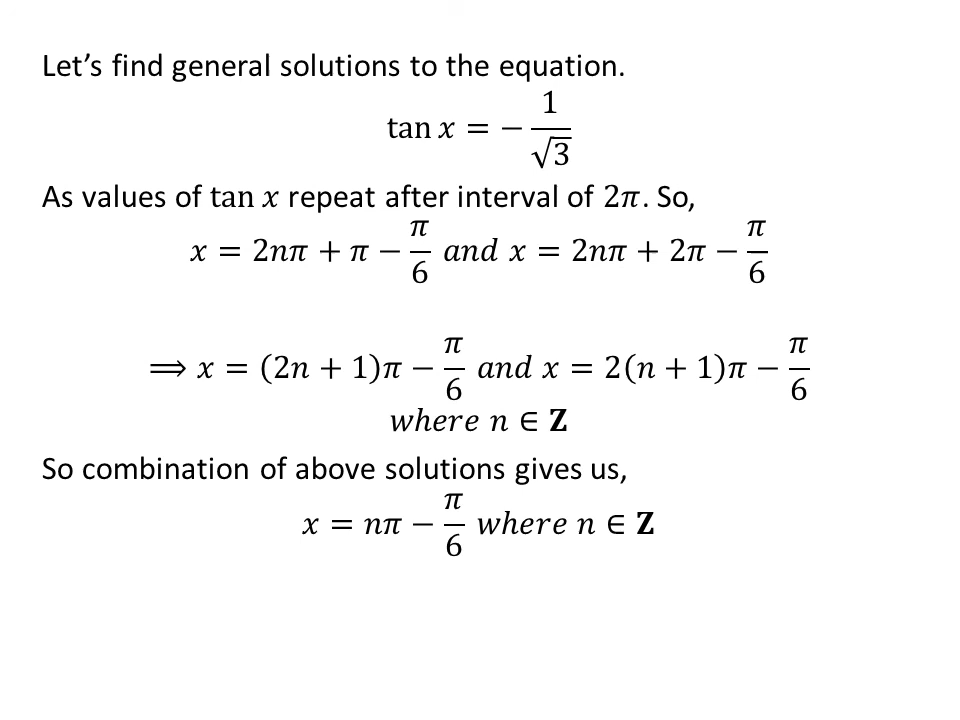 Let’s find general solutions to the equation.
tan 𝑥 = − 1/√3
As values of tan 𝑥 repeat after interval of 2𝜋. So,
𝑥 = 2𝑛𝜋 + 𝜋 − 𝜋/6 𝑎𝑛𝑑 𝑥 = 2𝑛𝜋 + 2𝜋 − 𝜋/6
⟹ 𝑥 = (2𝑛 + 1)𝜋 − 𝜋/6 𝑎𝑛𝑑 𝑥 = 2(𝑛 + 1)𝜋 − 𝜋/6
𝑤ℎ𝑒𝑟𝑒 𝑛 ∈ 𝐙
So combination of above solutions gives us,
𝑥 = 𝑛𝜋 − 𝜋/6 𝑤ℎ𝑒𝑟𝑒 𝑛 ∈ 𝐙